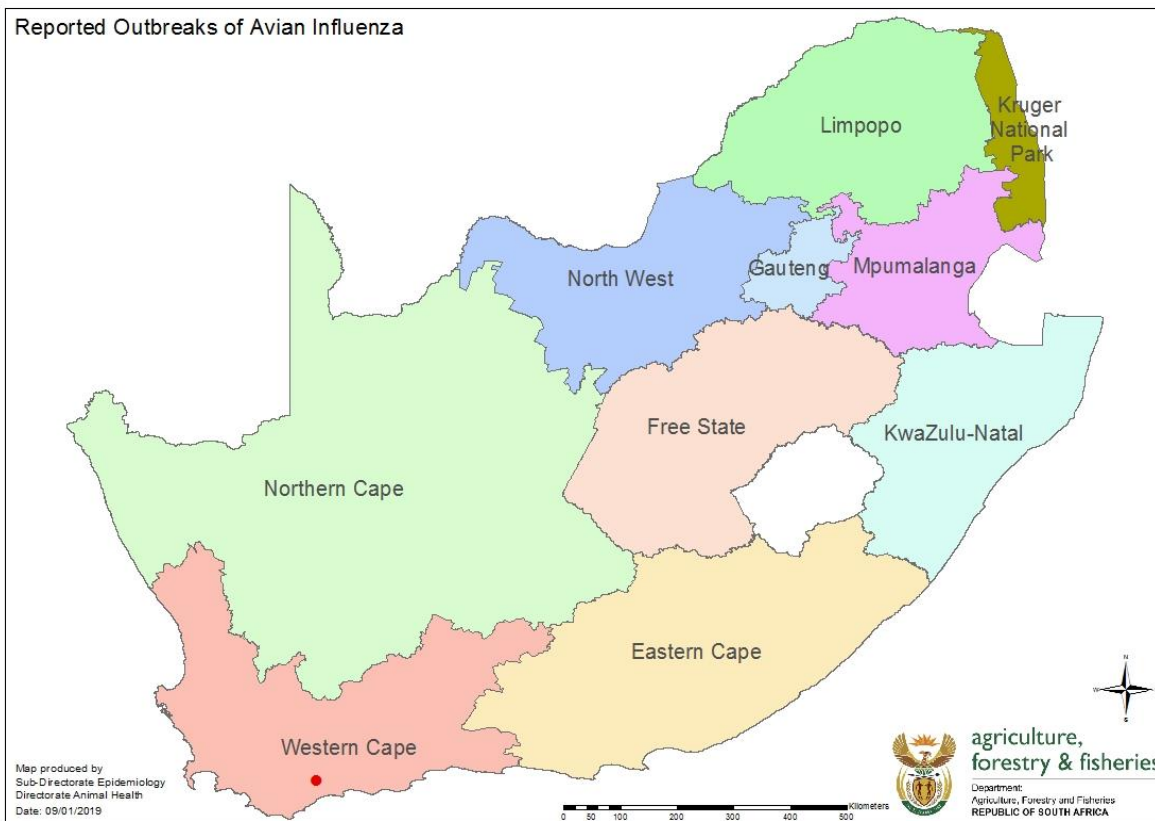 Reported Outbreaks of Avian Influenza
Limpopo
Kruger
National
Park
North West
Gauteng
Mpumalanga
Free State
KwaZulu-Natal
Northern Cape
Eastern Cape
Western Cape
N
W
E
S
Map produced by
Sub-Directorate Epidemiology
Directorate Animal Health
Date: 09/01/2019
Kilometers
0 50 100 200 300 400 500
agriculture,
forestry & fisheries
Department:
Agriculture, Forestry and Fisheries
REPUBLIC OF SOUTH AFRICA